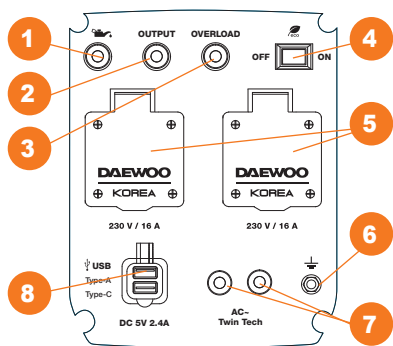 1
OUTPUT
OVERLOAD
eco
4
OFF
ON
2
3
5
DAEWOO
KOREA
DAEWOO
KOREA
230 V / 16 A
230 V / 16 A
6
USB
Type-A
Type-C
8
7
AC~
Twin Tech
DC 5V 2.4A